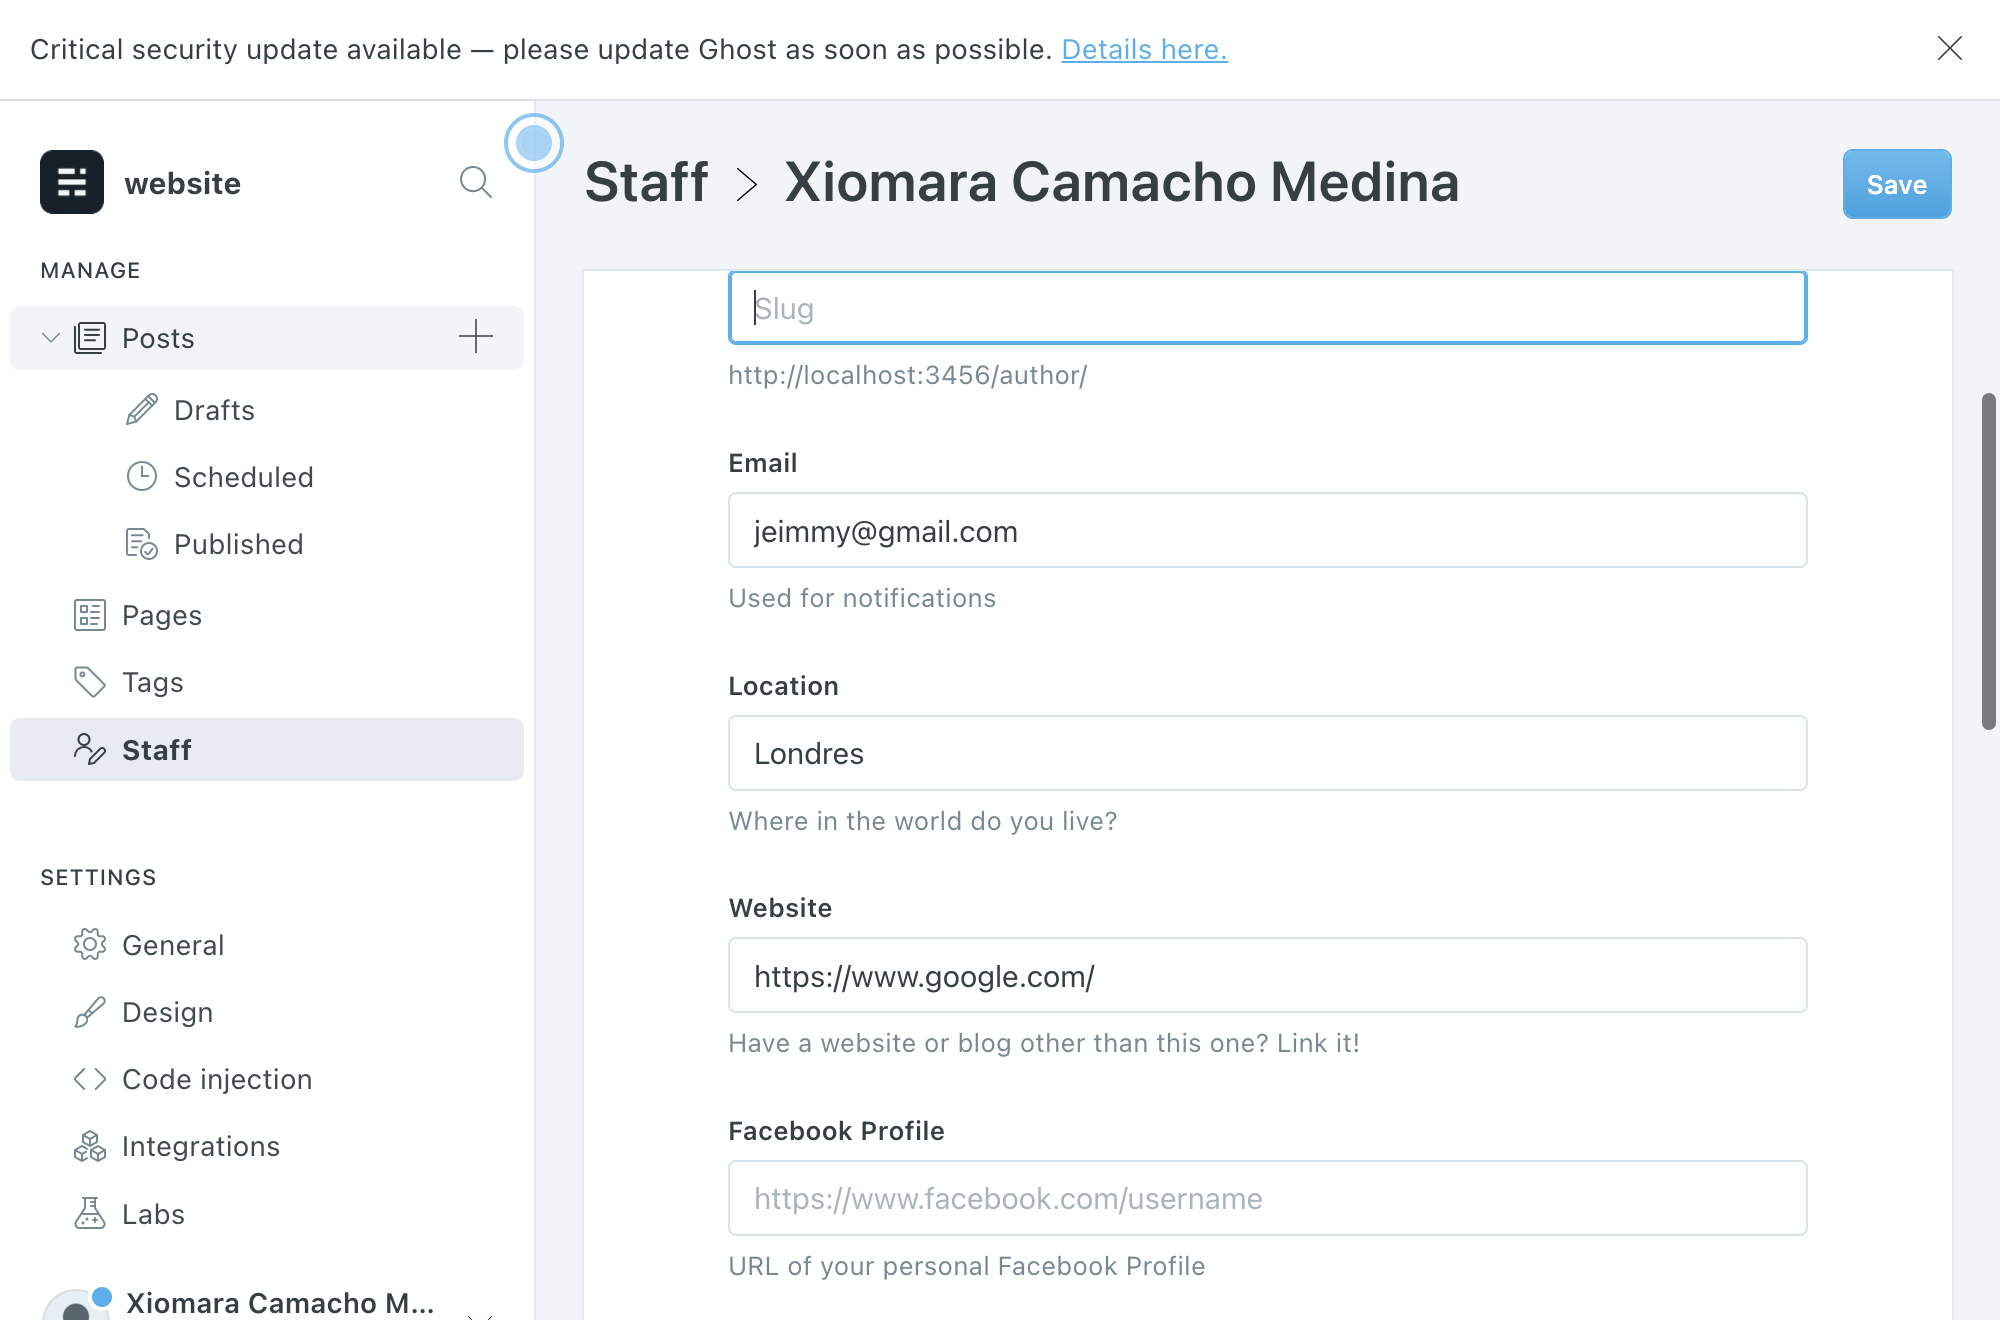 Critical security update available — please update Ghost as soon as possible. Details here.
website
MANAGE
Posts
Drafts
Scheduled
Published
Pages
Tags
Staff
SETTINGS
General
Design
Code injection
Integrations
Labs
Xiomara Camacho M...
Staff > Xiomara Camacho Medina
Save
Slug
http://localhost:3456/author/
Email
jeimmy@gmail.com
Used for notifications
Location
Londres
Where in the world do you live?
Website
https://www.google.com/
Have a website or blog other than this one? Link it!
Facebook Profile
https://www.facebook.com/username
URL of your personal Facebook Profile